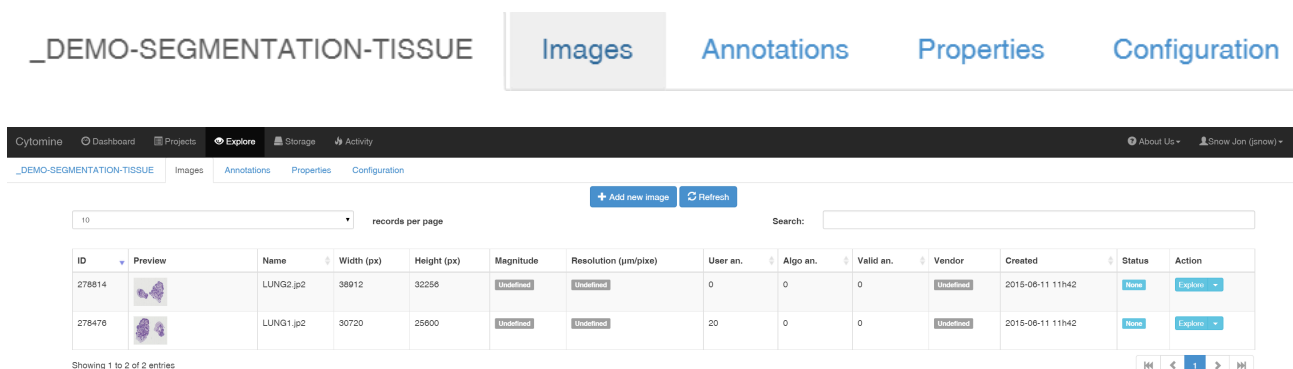 _DEMO-SEGMENTATION-TISSUE Images Annotations Properties Configuration
Cytomine Dashboard Projects Explore Storage Activity About Us Snow Jon (jsnow)
_DEMO-SEGMENTATION-TISSUE Images Annotations Properties Configuration
+ Add new image Refresh
10 records per page Search:
ID Preview Name Width (px) Height (px) Magnitude Resolution (µm/pixe) User an. Algo an. Valid an. Vendor Created Status Action
278814 LUNG2.jp2 38912 32256 Undefined Undefined 0 0 0 Undefined 2015-06-11 11h42 None Explore
278476 LUNG1.jp2 30720 25600 Undefined Undefined 20 0 0 Undefined 2015-06-11 11h42 None Explore
Showing 1 to 2 of 2 entries 1